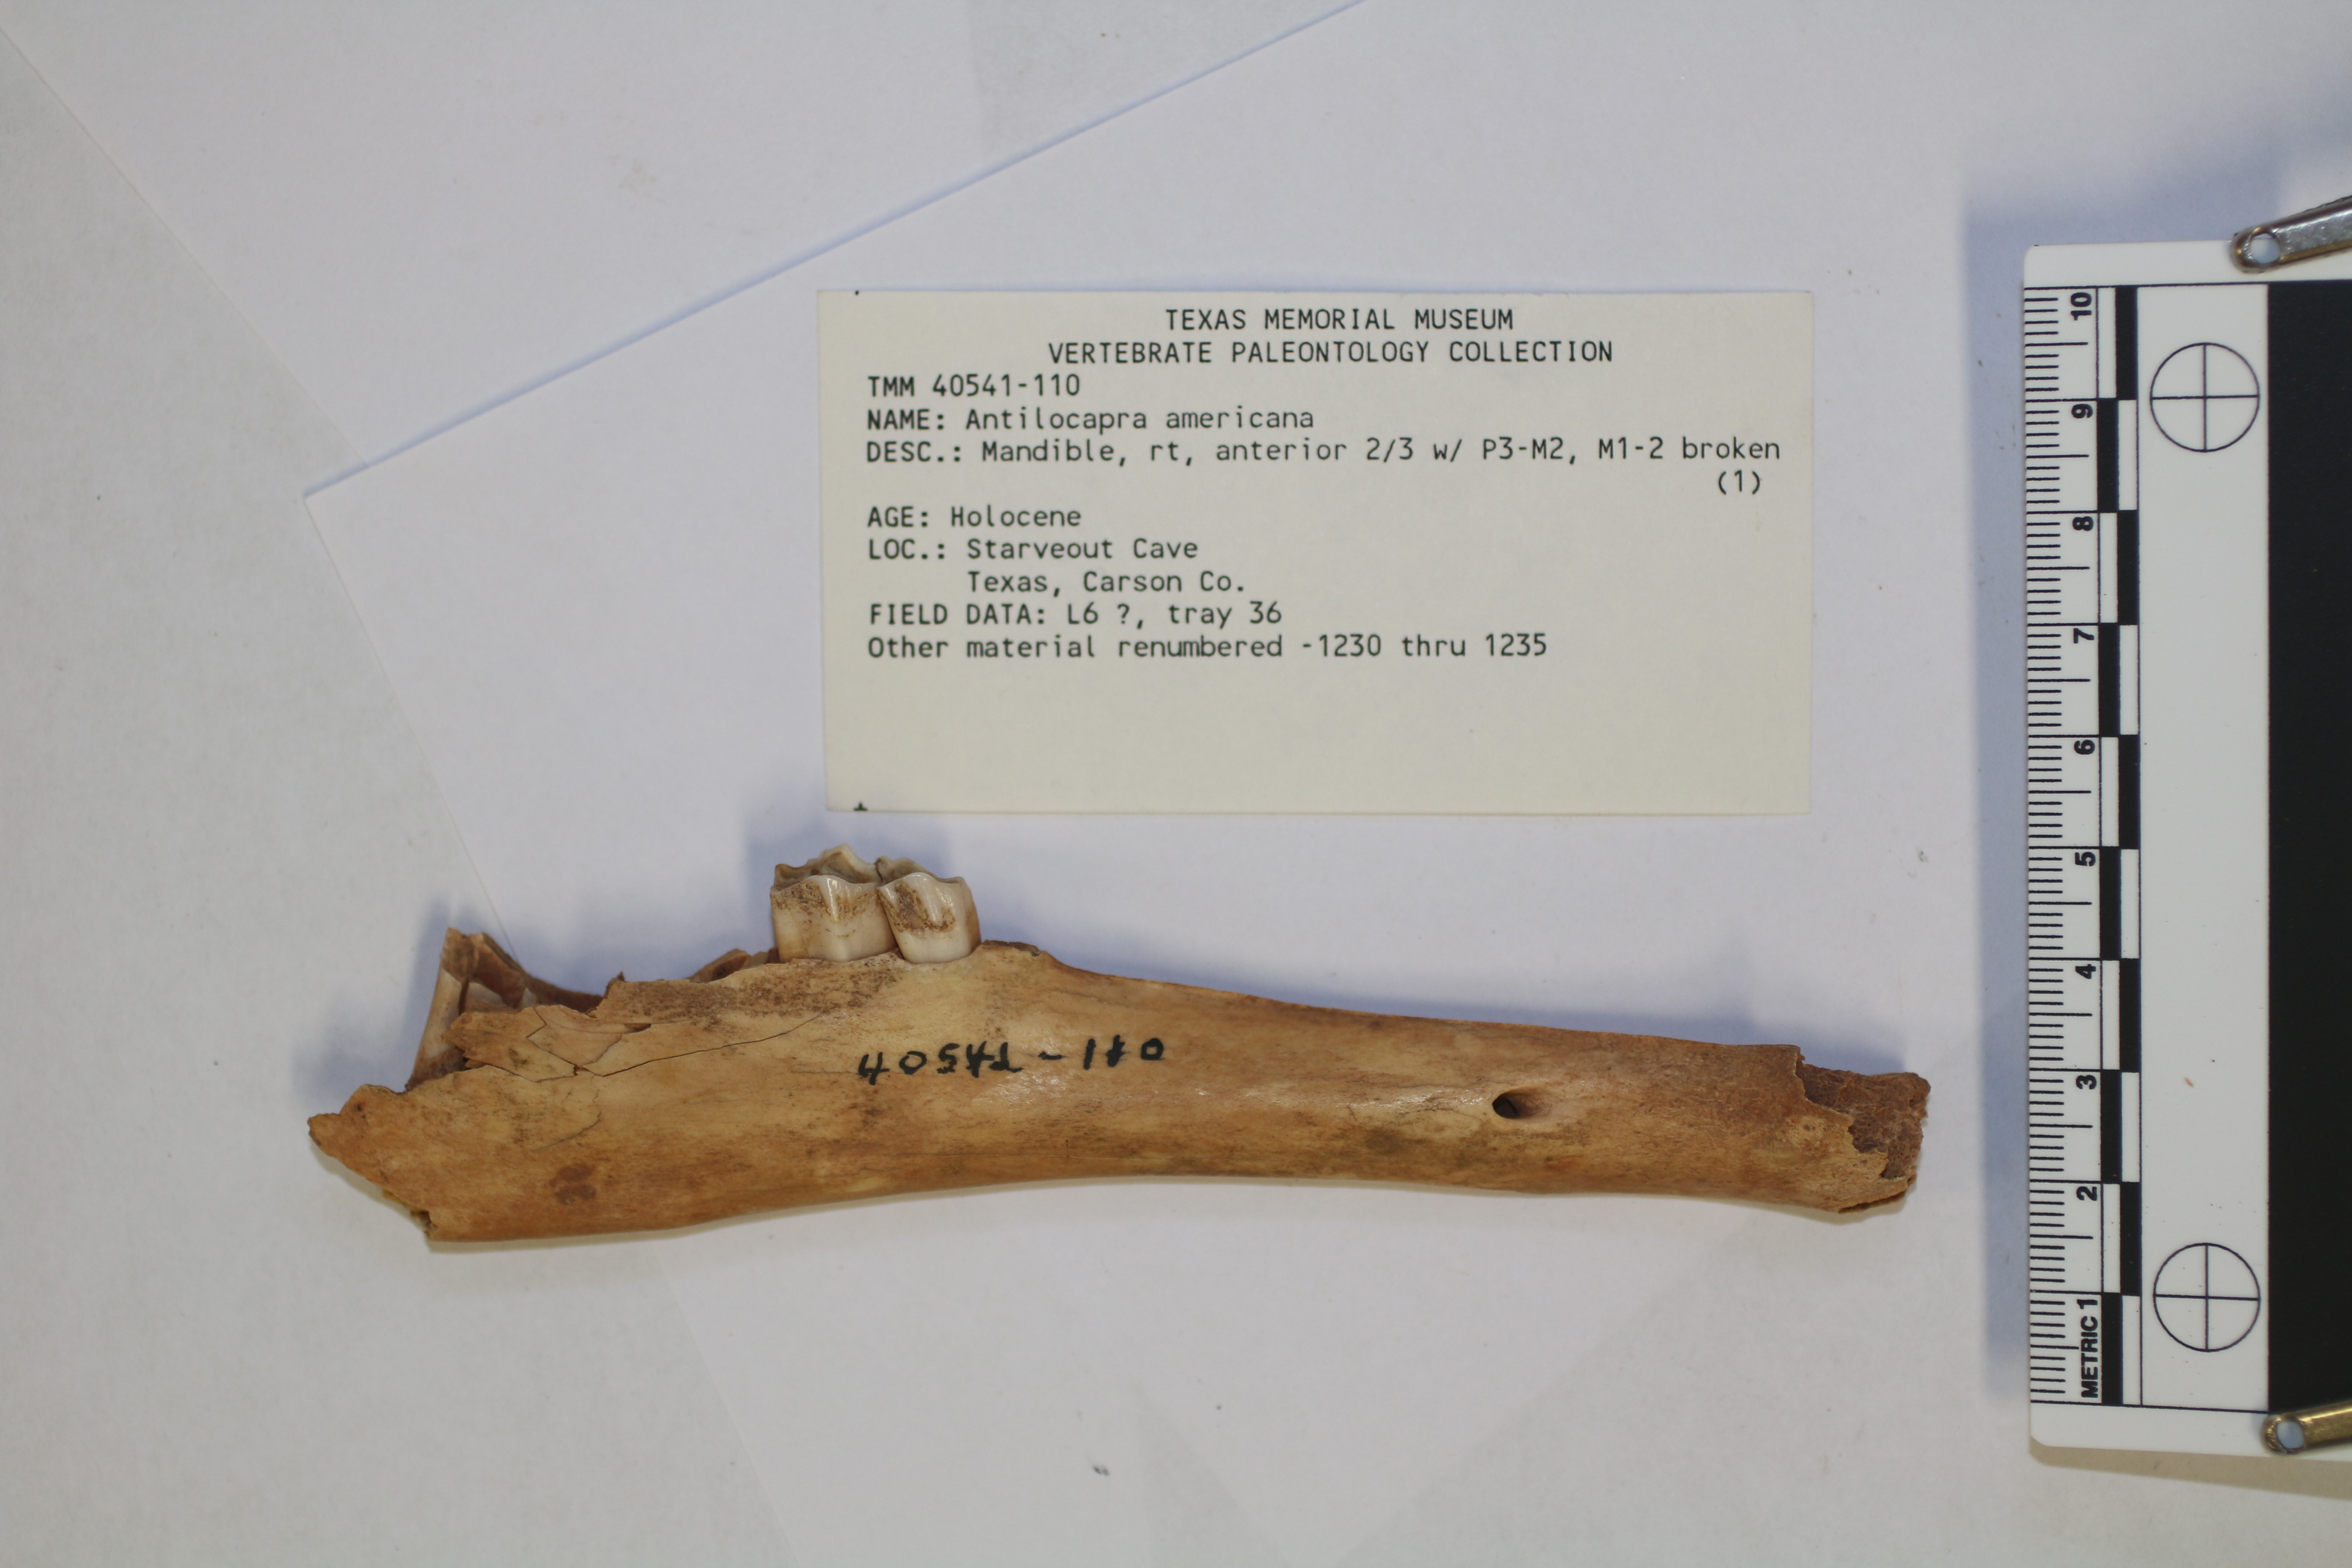 TEXAS MEMORIAL MUSEUM
VERTEBRATE PALEONTOLOGY COLLECTION
TMM 40541-110
NAME: Antilocapra americana
DESC.: Mandible, rt, anterior 2/3 w/ P3-M2, M1-2 broken
(1)
AGE: Holocene
LOC.: Starveout Cave
Texas, Carson Co.
FIELD DATA: L6 ?, tray 36
Other material renumbered -1230 thru 1235
40541-110
METRIC 1 2 3 4 5 6 7 8 9 10